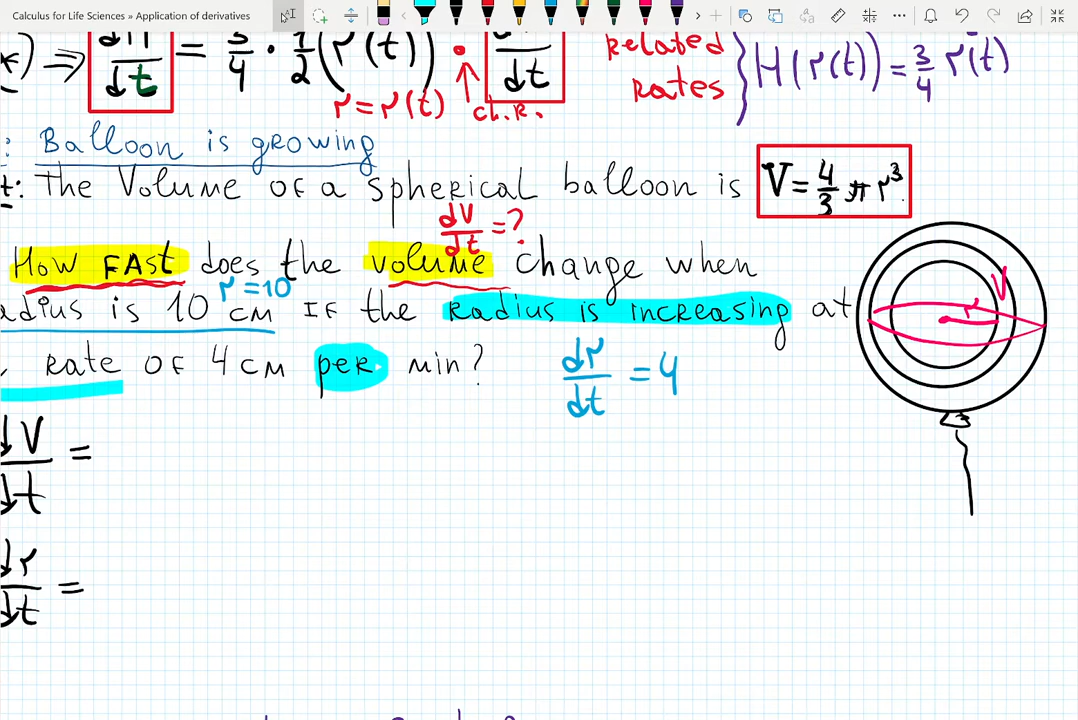 Calculus for Life Sciences » Application of derivatives
) ⇒ dt = 3/4 · 1/2 (r(t)) · dt
r = r(t) ch.R.
Related Rates
H(r(t)) = 3/4 r(t)
: Balloon is growing
t: The Volume of a spherical balloon is V = 4/3 π r³
dV/dt = ?
How FAST does the volume change when
r = 10
adius is 10 cm IF the Radius is increasing at
rate of 4 cm per min?
dr/dt = 4
V
r
dV/dt =
dr/dt =